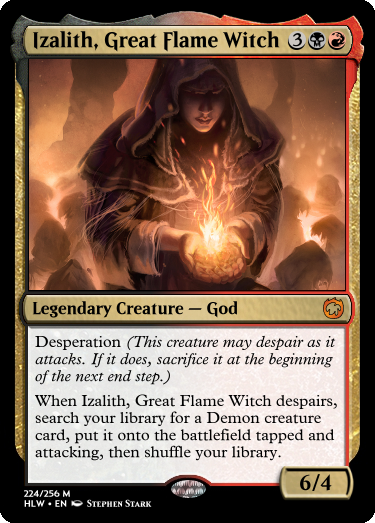 Izalith, Great Flame Witch 3
Legendary Creature — God
Desperation (This creature may despair as it
attacks. If it does, sacrifice it at the beginning
of the next end step.)
When Izalith, Great Flame Witch despairs,
search your library for a Demon creature
card, put it onto the battlefield tapped and
attacking, then shuffle your library.
6/4
224/256 M
HLW • EN Stephen Stark